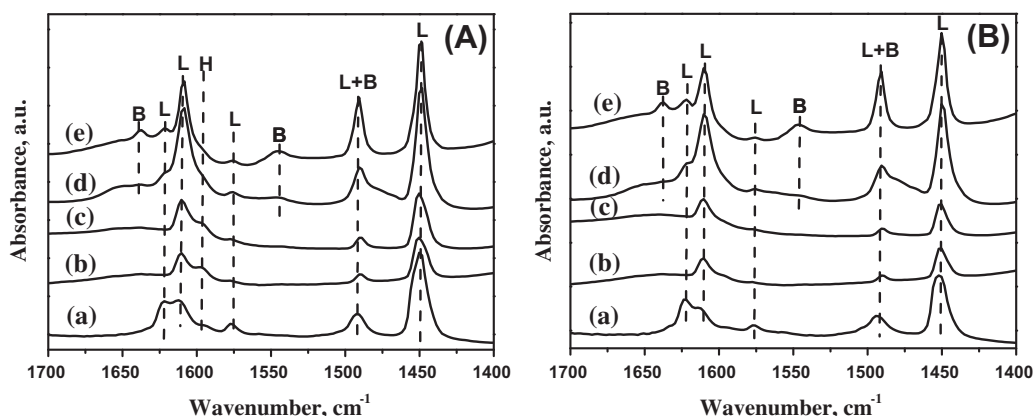 (A)
L
L
H
L+B
B
L
L
B
(e)
(d)
(c)
(b)
(a)
Absorbance, a.u.
1700 1650 1600 1550 1500 1450 1400
Wavenumber, cm-1
(B)
L
L+B
L
B
L
L
B
(e)
(d)
(c)
(b)
(a)
Absorbance, a.u.
1700 1650 1600 1550 1500 1450 1400
Wavenumber, cm-1